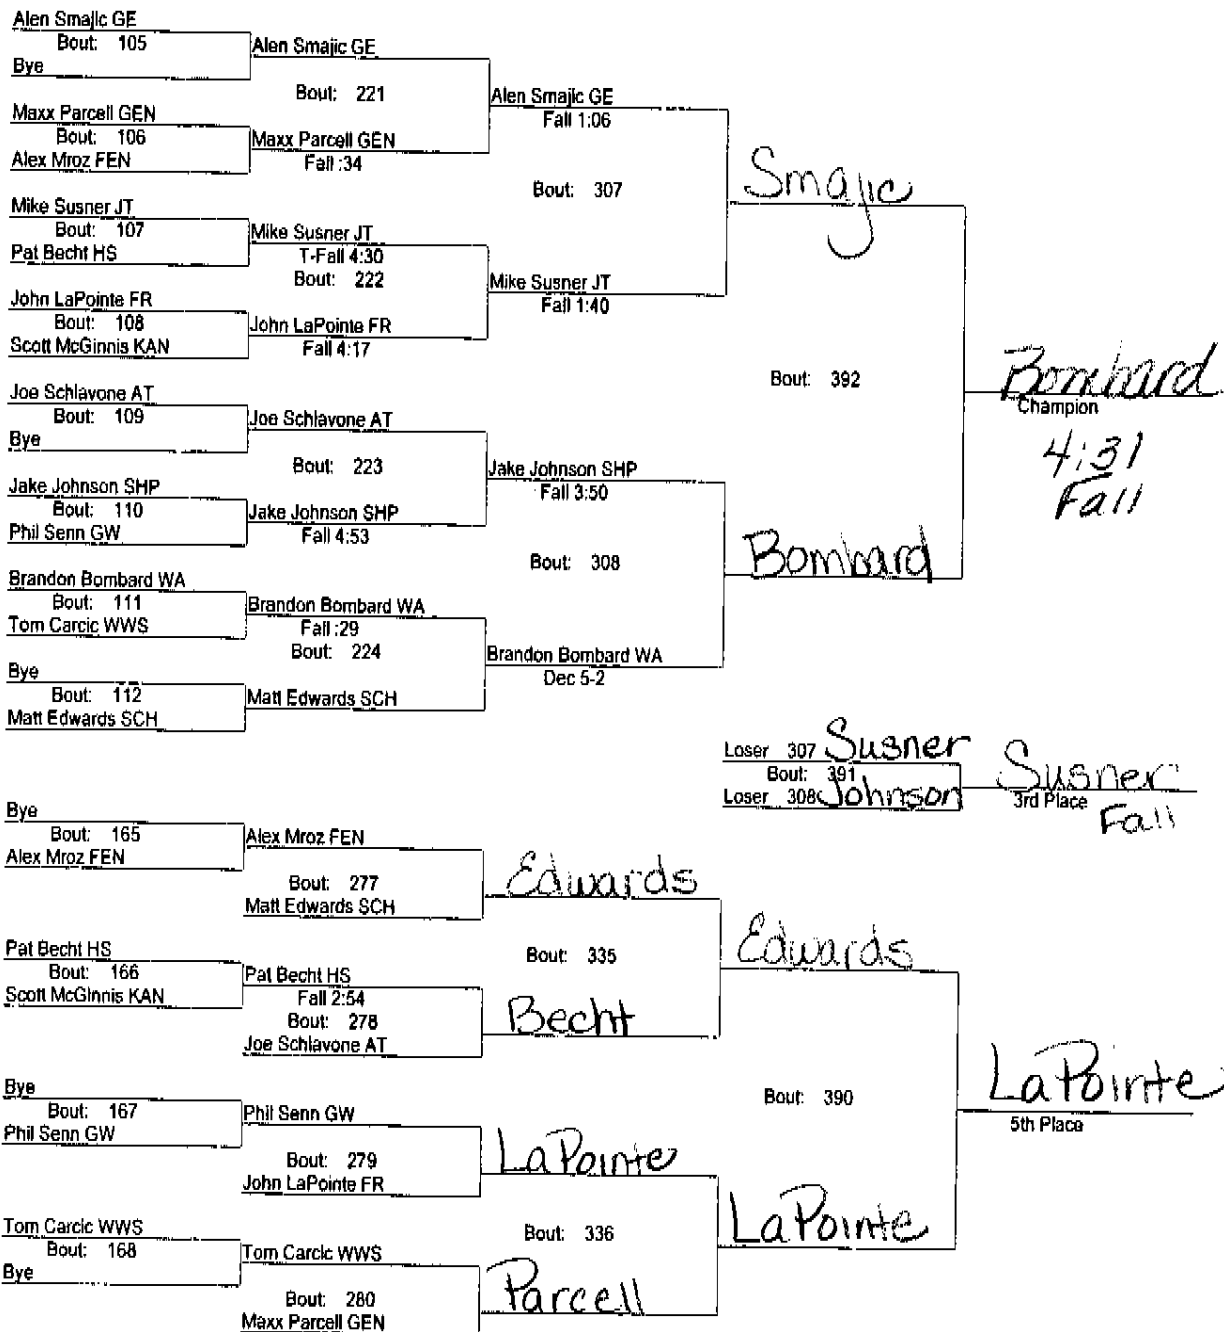 Alen Smajic GE
Bout: 105
Bye
Alen Smajic GE
Bout: 221
Maxx Parcell GEN
Bout: 106
Alex Mroz FEN
Maxx Parcell GEN
Fall :34
Alen Smajic GE
Fall 1:06
Bout: 307
Mike Susner JT
Bout: 107
Pat Becht HS
Mike Susner JT
T-Fall 4:30
Bout: 222
John LaPointe FR
Bout: 108
Scott McGinnis KAN
John LaPointe FR
Fall 4:17
Mike Susner JT
Fall 1:40
Smajic
Bout: 392
Joe Schlavone AT
Bout: 109
Bye
Joe Schlavone AT
Bout: 223
Jake Johnson SHP
Bout: 110
Phil Senn GW
Jake Johnson SHP
Fall 4:53
Jake Johnson SHP
Fall 3:50
Bout: 308
Brandon Bombard WA
Bout: 111
Tom Carcic WWS
Brandon Bombard WA
Fall :29
Bout: 224
Bye
Bout: 112
Matt Edwards SCH
Matt Edwards SCH
Brandon Bombard WA
Dec 5-2
Bombard
Bombard
Champion
4:31
Fall
Loser 307 Susner
Bout: 391
Loser 308 Johnson
Susner
3rd Place
Fall
Bye
Bout: 165
Alex Mroz FEN
Alex Mroz FEN
Bout: 277
Matt Edwards SCH
Edwards
Bout: 335
Pat Becht HS
Bout: 166
Scott McGinnis KAN
Pat Becht HS
Fall 2:54
Bout: 278
Joe Schlavone AT
Becht
Edwards
Bout: 390
Bye
Bout: 167
Phil Senn GW
Phil Senn GW
Bout: 279
John LaPointe FR
LaPointe
Bout: 336
Tom Carcic WWS
Bout: 168
Bye
Tom Carcic WWS
Bout: 280
Maxx Parcell GEN
Parcell
LaPointe
LaPointe
5th Place